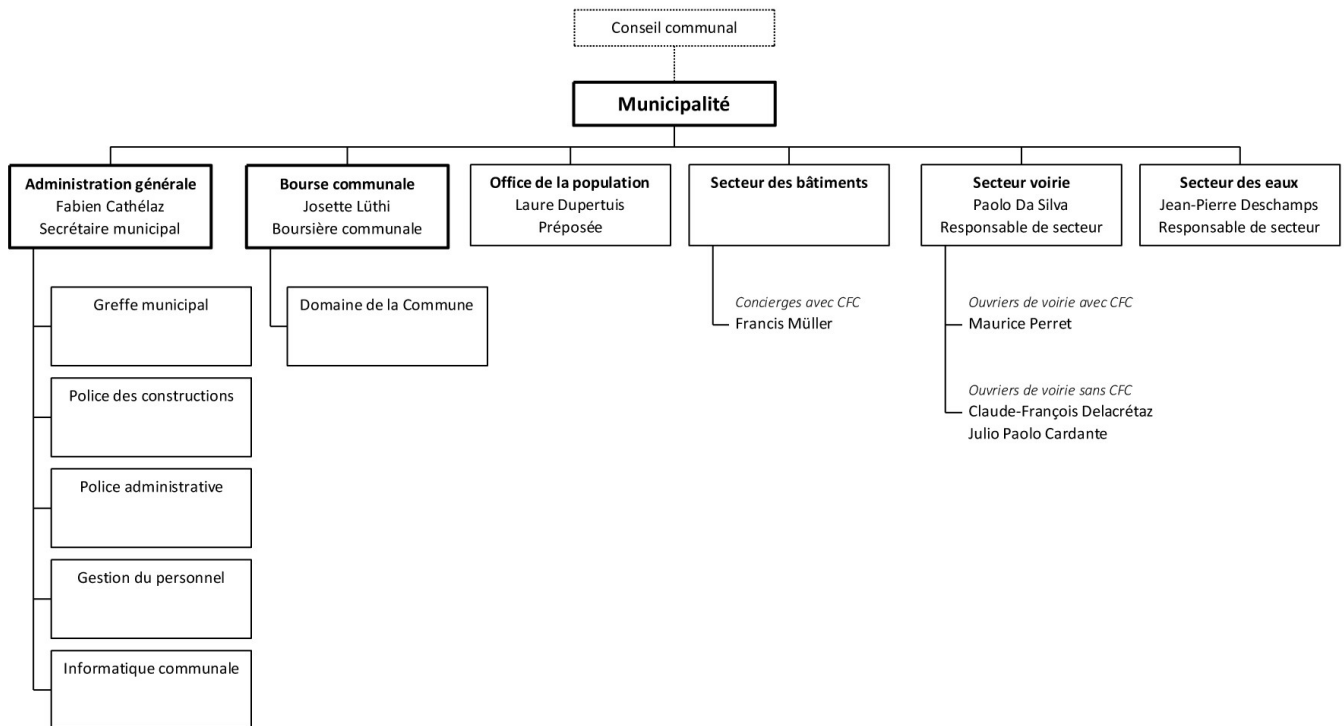 Conseil communal
Municipalité
Administration générale
Fabien Cathélaz
Secrétaire municipal
Bourse communale
Josette Lüthi
Boursière communale
Office de la population
Laure Dupertuis
Préposée
Secteur des bâtiments
Secteur voirie
Paolo Da Silva
Responsable de secteur
Secteur des eaux
Jean-Pierre Deschamps
Responsable de secteur
Greffe municipal
Police des constructions
Police administrative
Gestion du personnel
Informatique communale
Domaine de la Commune
Concierges avec CFC
Francis Müller
Ouvriers de voirie avec CFC
Maurice Perret
Ouvriers de voirie sans CFC
Claude-François Delacrétaz
Julio Paolo Cardante